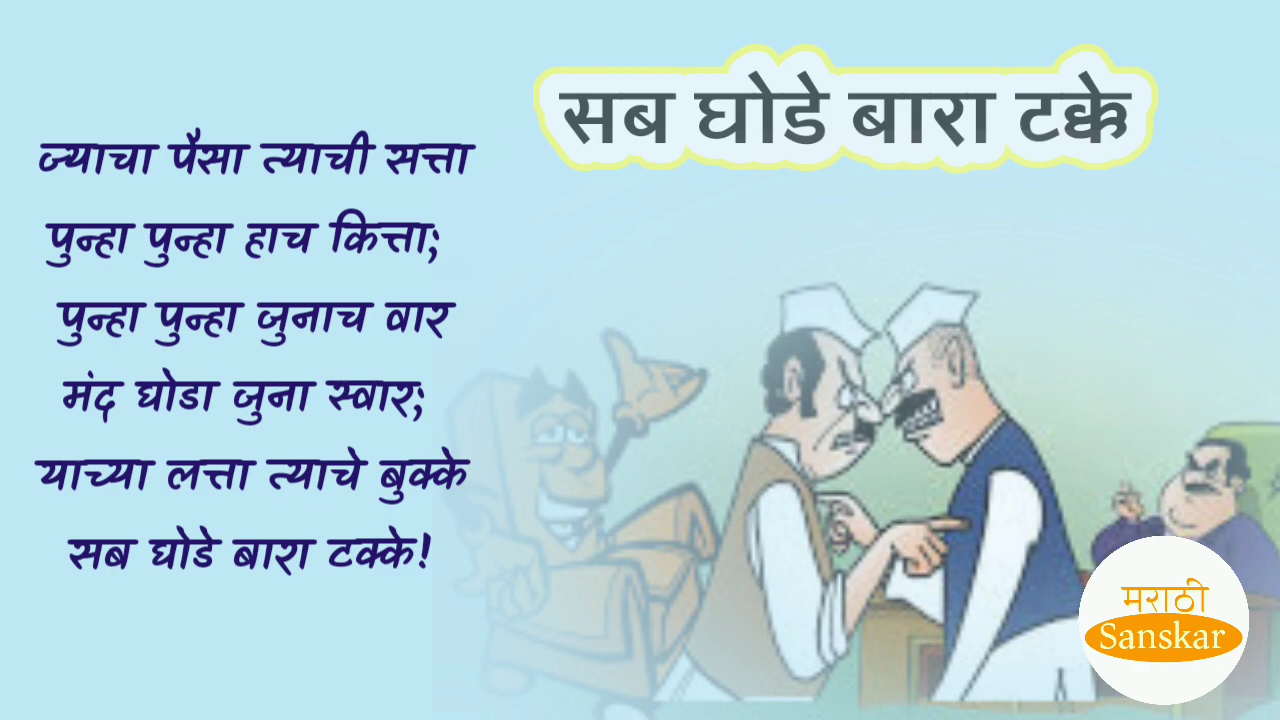 सब घोडे बारा टक्के
ज्याचा पैसा त्याची सत्ता
पुन्हा पुन्हा हाच कित्ता;
पुन्हा पुन्हा जुनाच वार
मंद घोडा जुना स्वार;
याच्या लत्ता त्याचे बुक्के
सब घोडे बारा टक्के!
मराठी
Sanskar